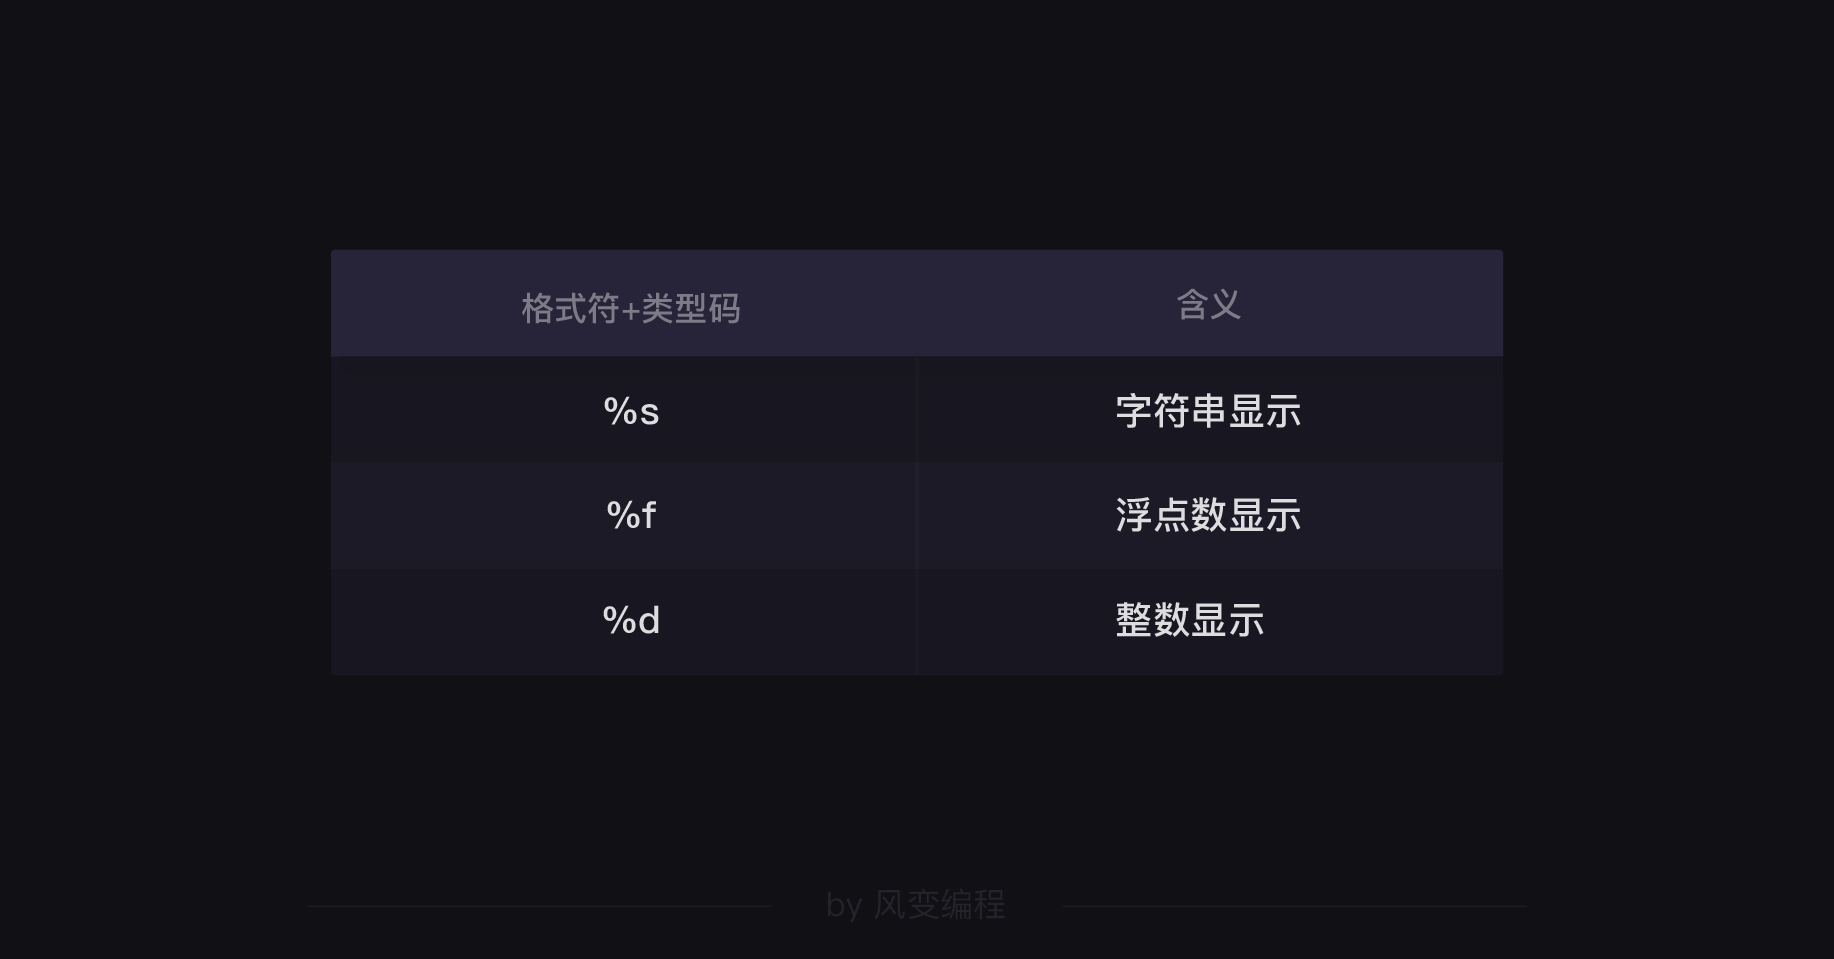 格式符+类型码 含义
%s 字符串显示
%f 浮点数显示
%d 整数显示
by 风变编程